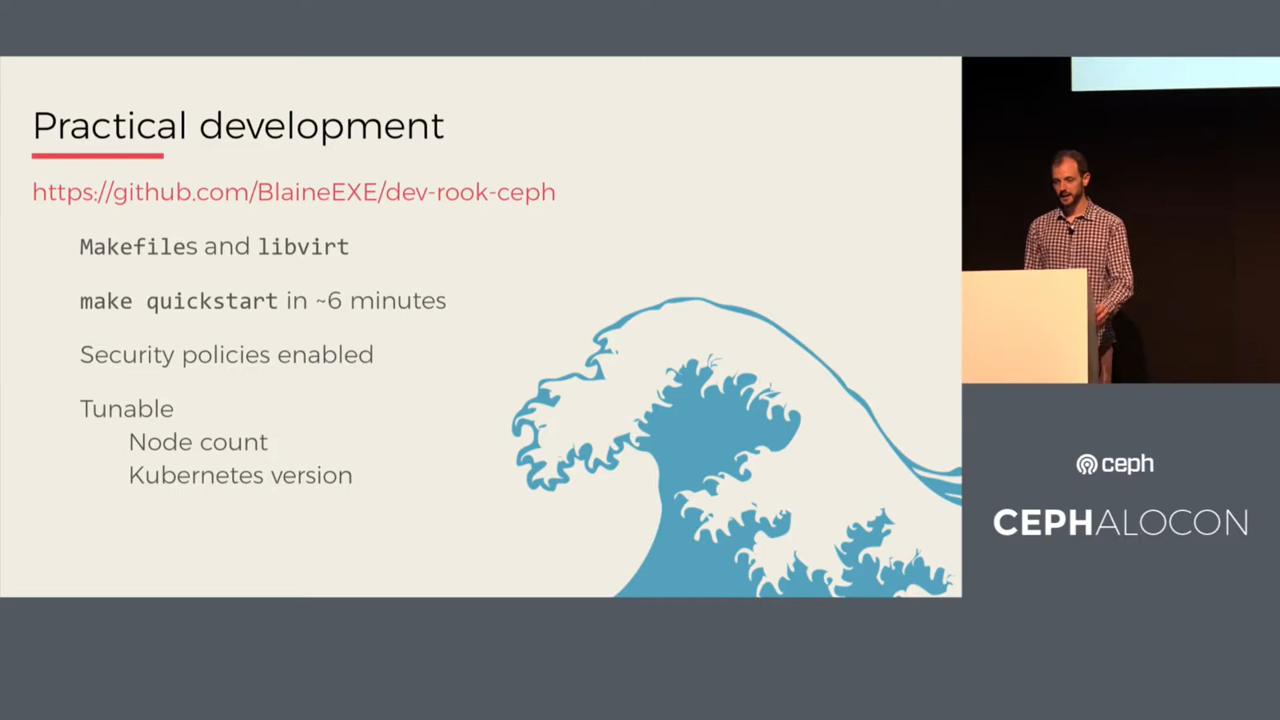 Practical development
https://github.com/BlaineEXE/dev-rook-ceph
Makefiles and libvirt
make quickstart in ~6 minutes
Security policies enabled
Tunable
Node count
Kubernetes version
ceph
CEPHALOCON